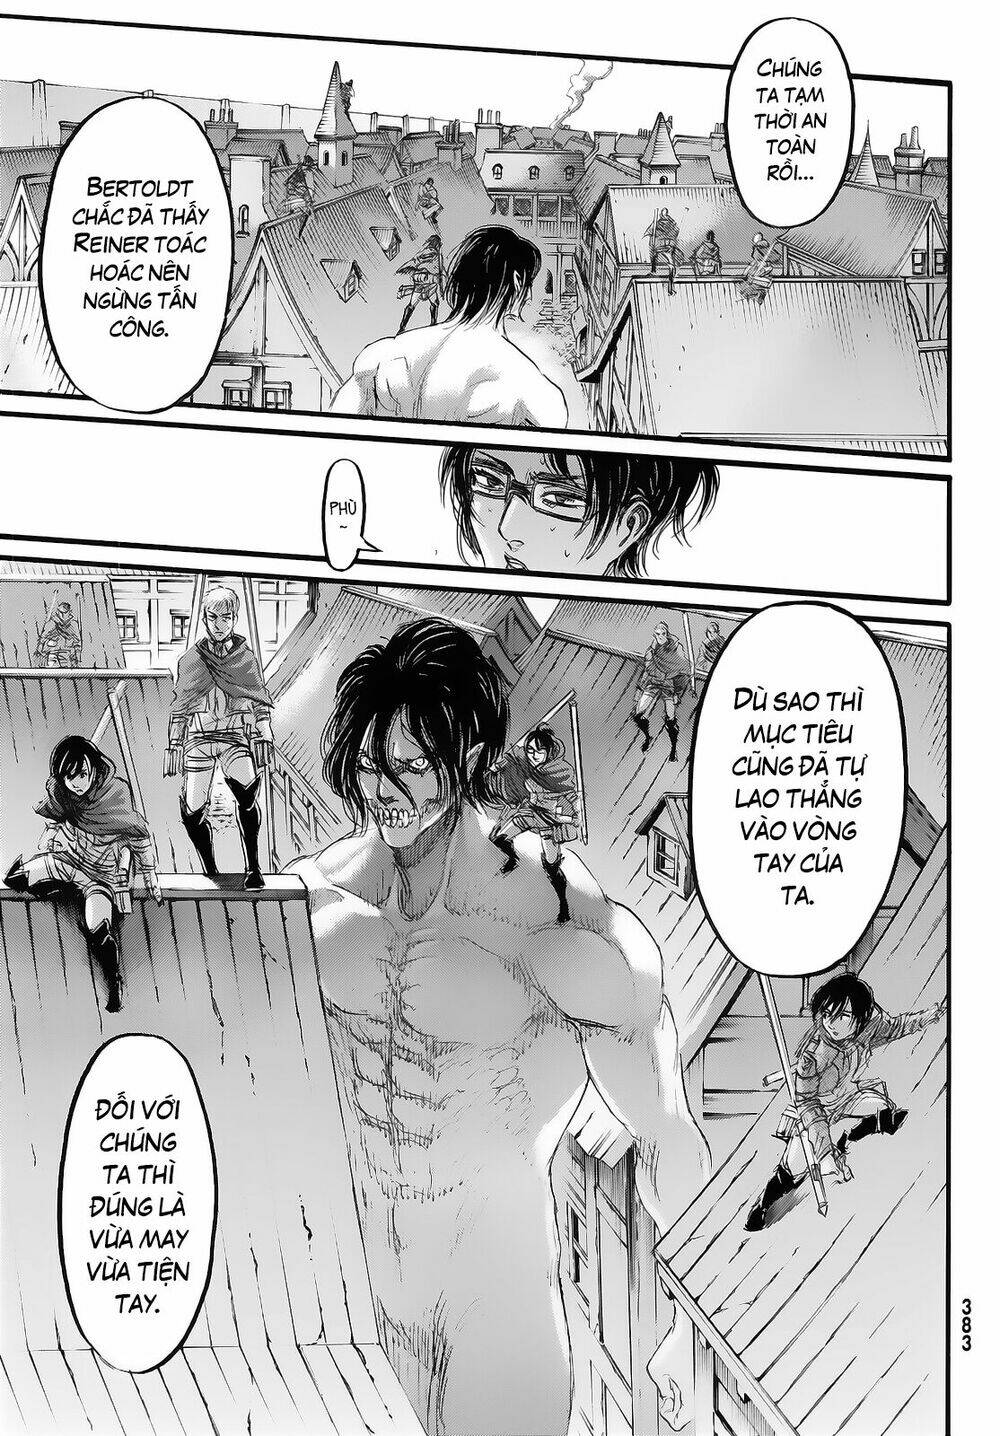 CHÚNG
TA TẠM
THỜI AN
TOÀN
RỒI...
BERTOLDT
CHẮC ĐÃ THẤY
REINER TOÁC
HOÁC NÊN
NGỪNG TẤN
CÔNG.
PHÙ
~
DÙ SAO THÌ
MỤC TIÊU
CŨNG ĐÃ TỰ
LAO THẲNG
VÀO VÒNG
TAY CỦA
TA.
ĐỐI VỚI
CHÚNG
TA THÌ
ĐÚNG LÀ
VỪA MAY
VỪA TIỆN
TAY.
383